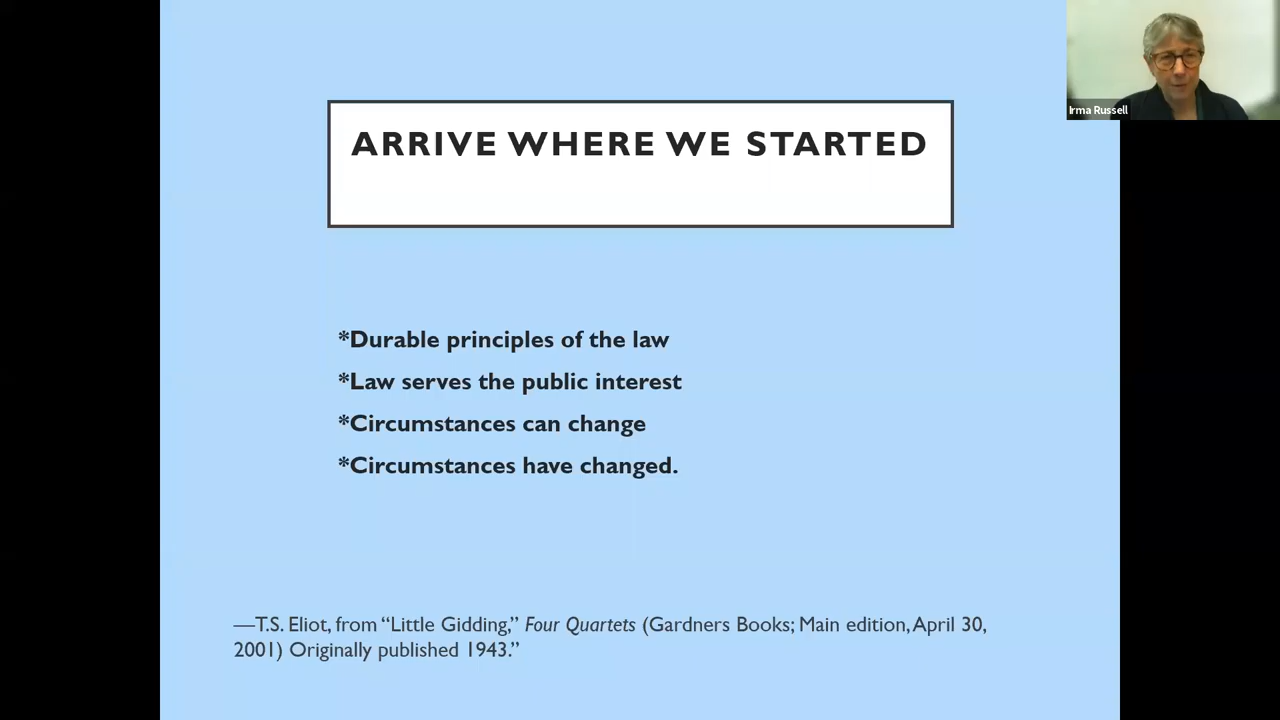 Irma Russell
ARRIVE WHERE WE STARTED
*Durable principles of the law
*Law serves the public interest
*Circumstances can change
*Circumstances have changed.
—T.S. Eliot, from “Little Gidding,” Four Quartets (Gardners Books; Main edition, April 30,
2001) Originally published 1943.”